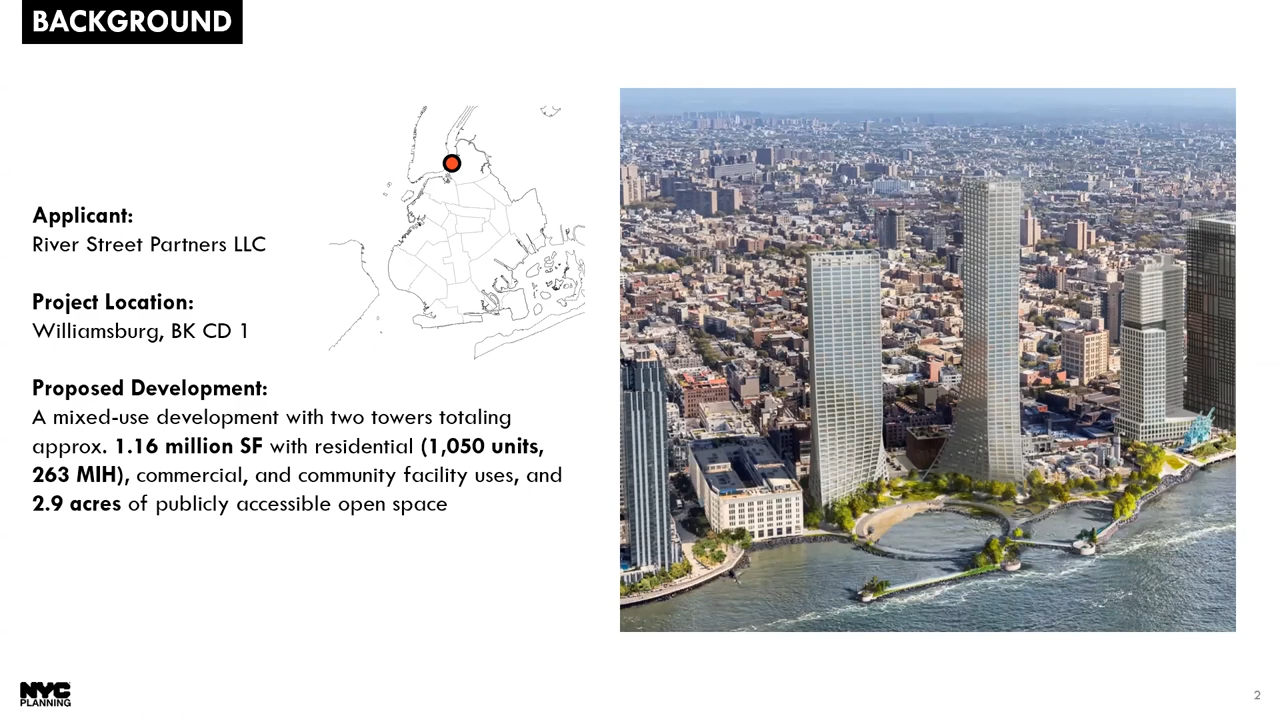 BACKGROUND
Applicant:
River Street Partners LLC
Project Location:
Williamsburg, BK CD 1
Proposed Development:
A mixed-use development with two towers totaling
approx. 1.16 million SF with residential (1,050 units,
263 MIH), commercial, and community facility uses, and
2.9 acres of publicly accessible open space
NYC
PLANNING
2